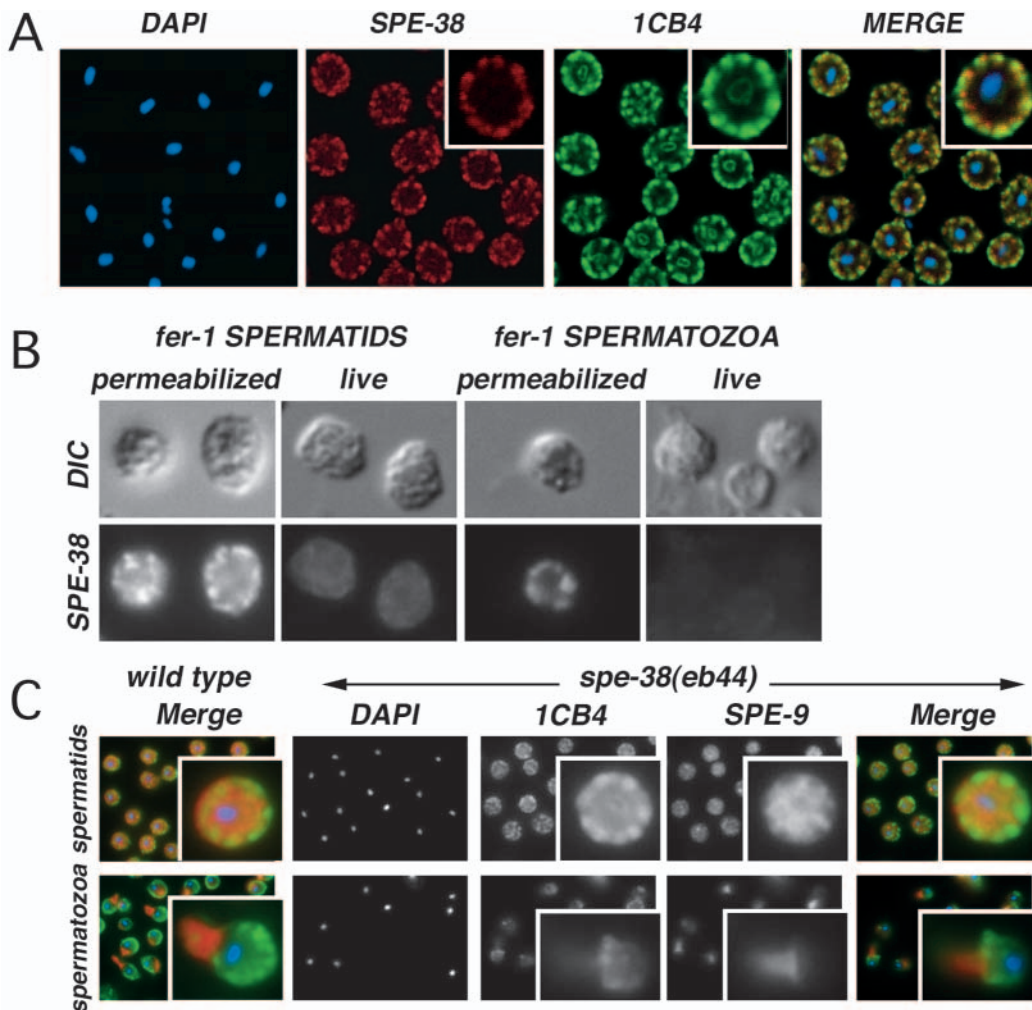 A
DAPI SPE-38 1CB4 MERGE
B
fer-1 SPERMATIDS fer-1 SPERMATOZOA
permeabilized live permeabilized live
DIC
SPE-38
C
wild type spe-38(eb44)
Merge DAPI 1CB4 SPE-9 Merge
spermatids
spermatozoa